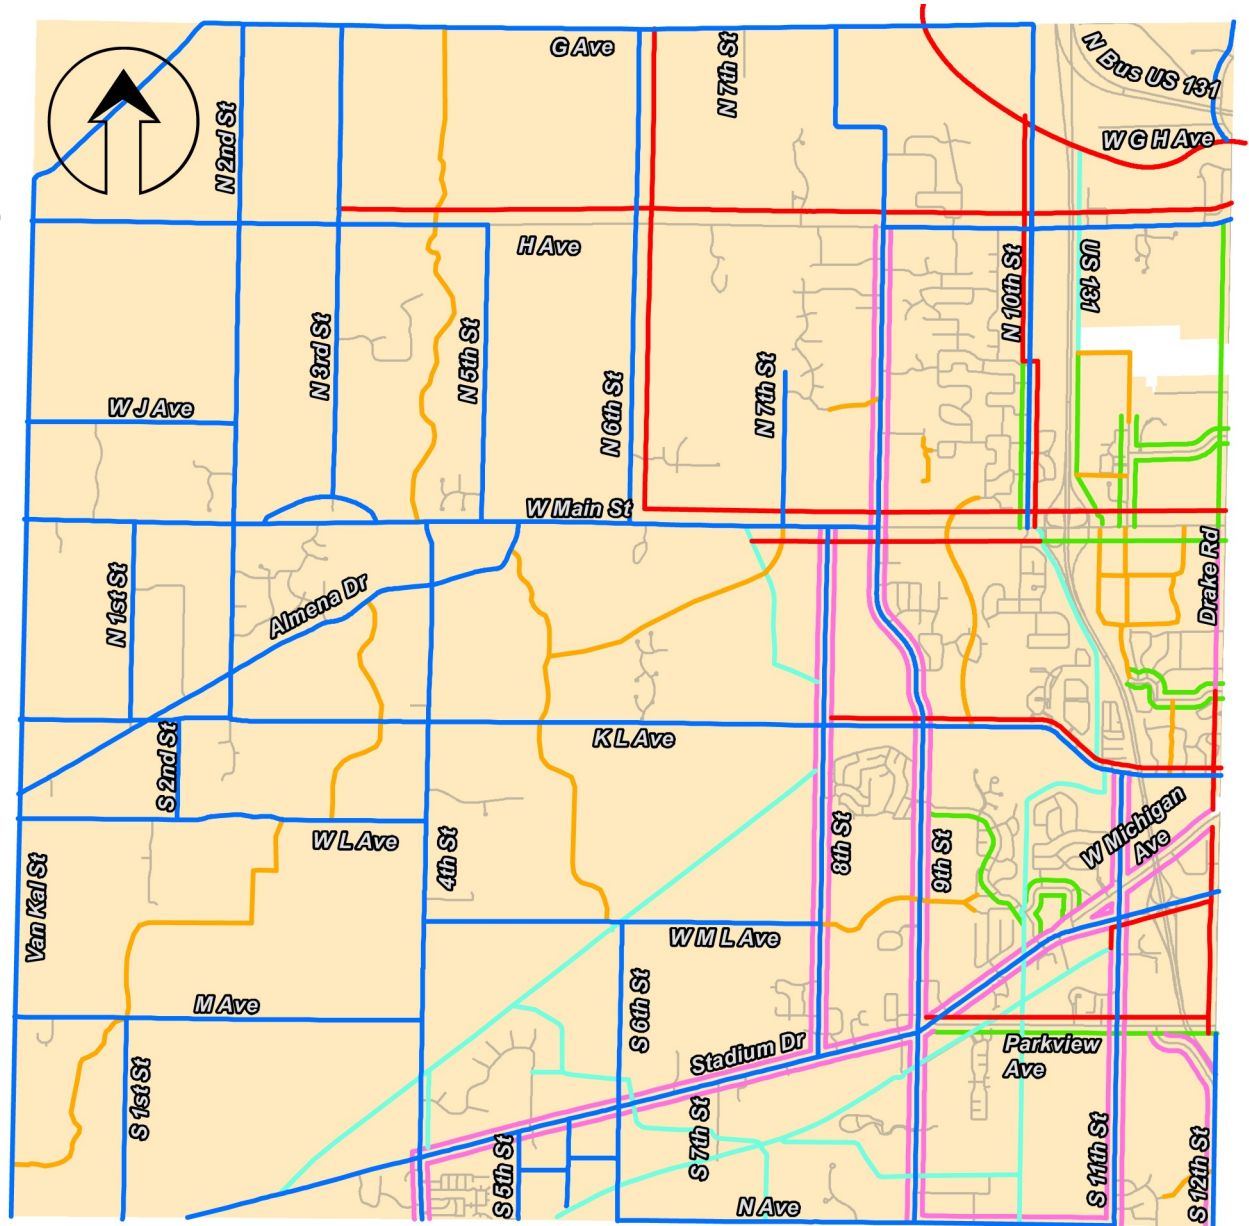 G Ave
N 7th St
N Bus US 131
N 2nd St
W G H Ave
H Ave
N 10th St
US 131
N 3rd St
N 5th St
N 6th St
N 7th St
W J Ave
W Main St
N 1st St
Almena Dr
Drake Rd
K L Ave
S 2nd St
W L Ave
4th St
8th St
9th St
W Michigan
Ave
Van Kal St
W M L Ave
M Ave
S 6th St
Stadium Dr
Parkview
Ave
S 1st St
S 5th St
S 7th St
S 11th St
S 12th St
N Ave